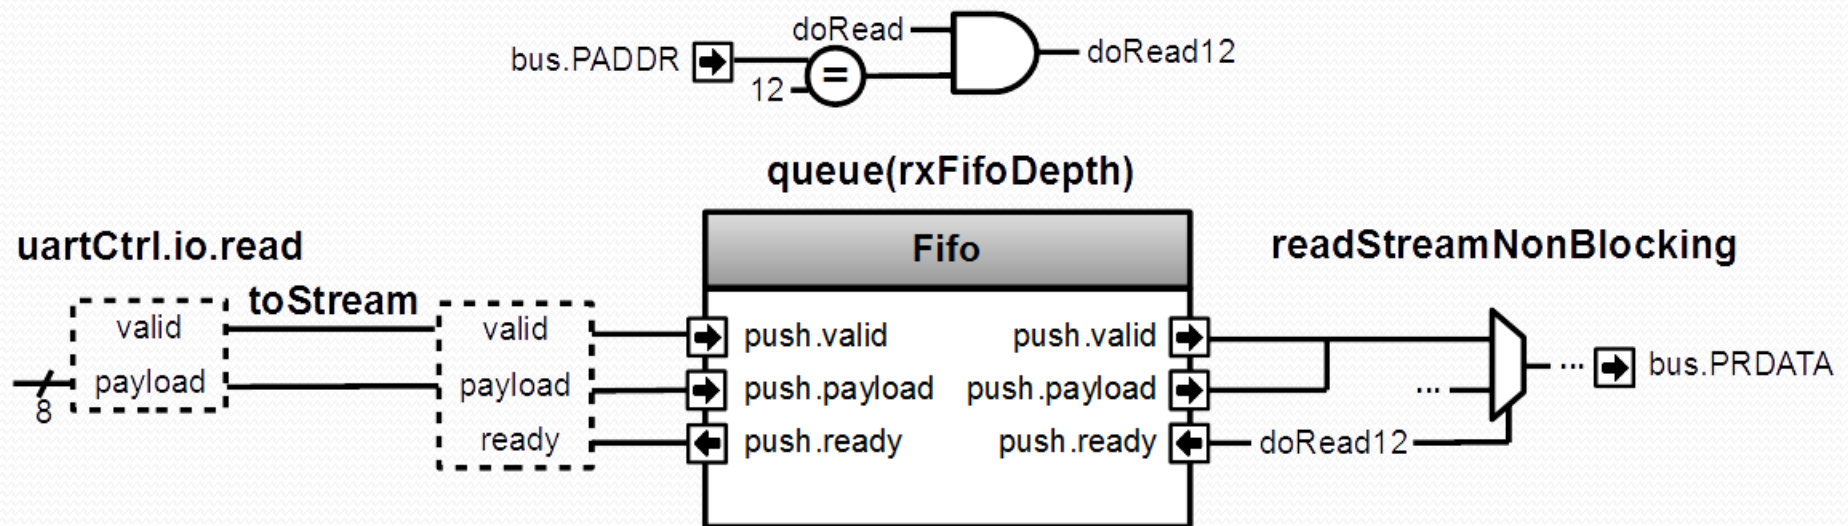 doRead
bus.PADDR
=
12
doRead12
queue(rxFifoDepth)
uartCtrl.io.read
Fifo
readStreamNonBlocking
toStream
valid
valid
push.valid
push.valid
... bus.PRDATA
payload
payload
push.payload
push.payload
...
8
ready
push.ready
push.ready
doRead12